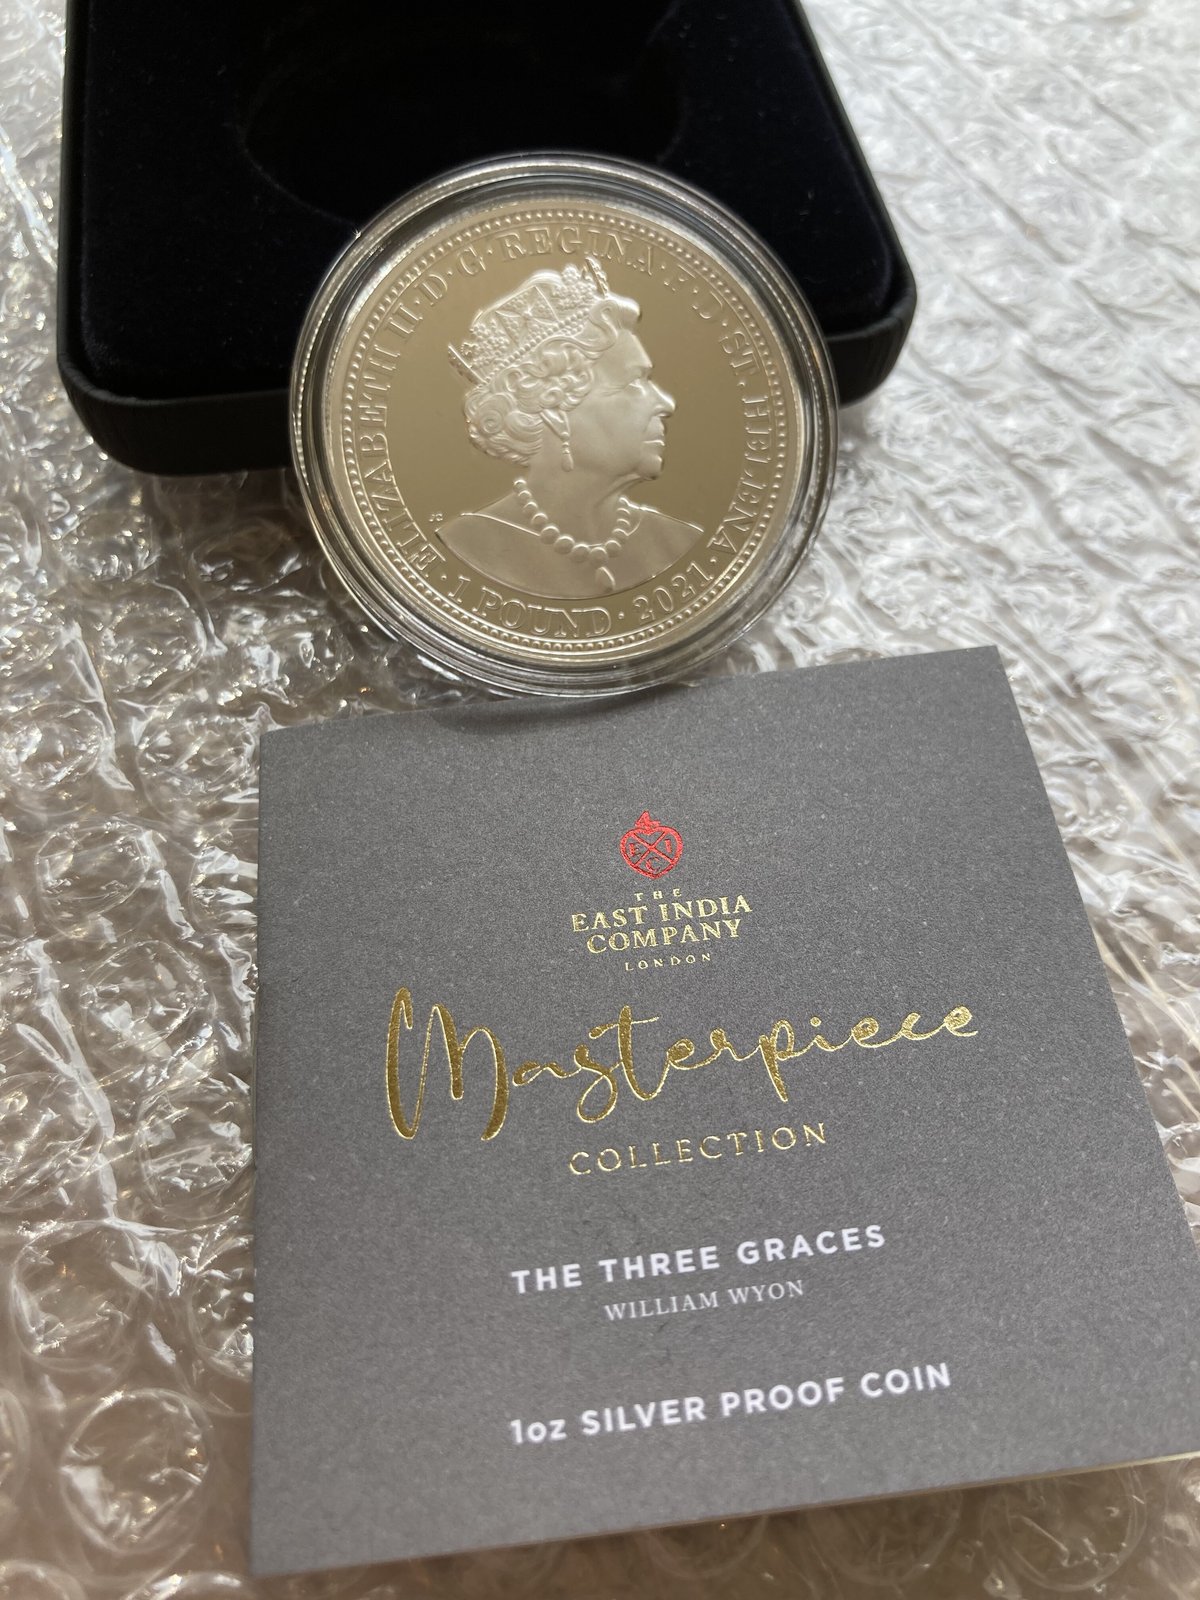 ELIZABETH II · D · G · REGINA · F · D · ST. HELENA ·
· 1 POUND · 2021 ·
E I C
THE
EAST INDIA
COMPANY
LONDON
Masterpiece
COLLECTION
THE THREE GRACES
WILLIAM WYON
1oz SILVER PROOF COIN